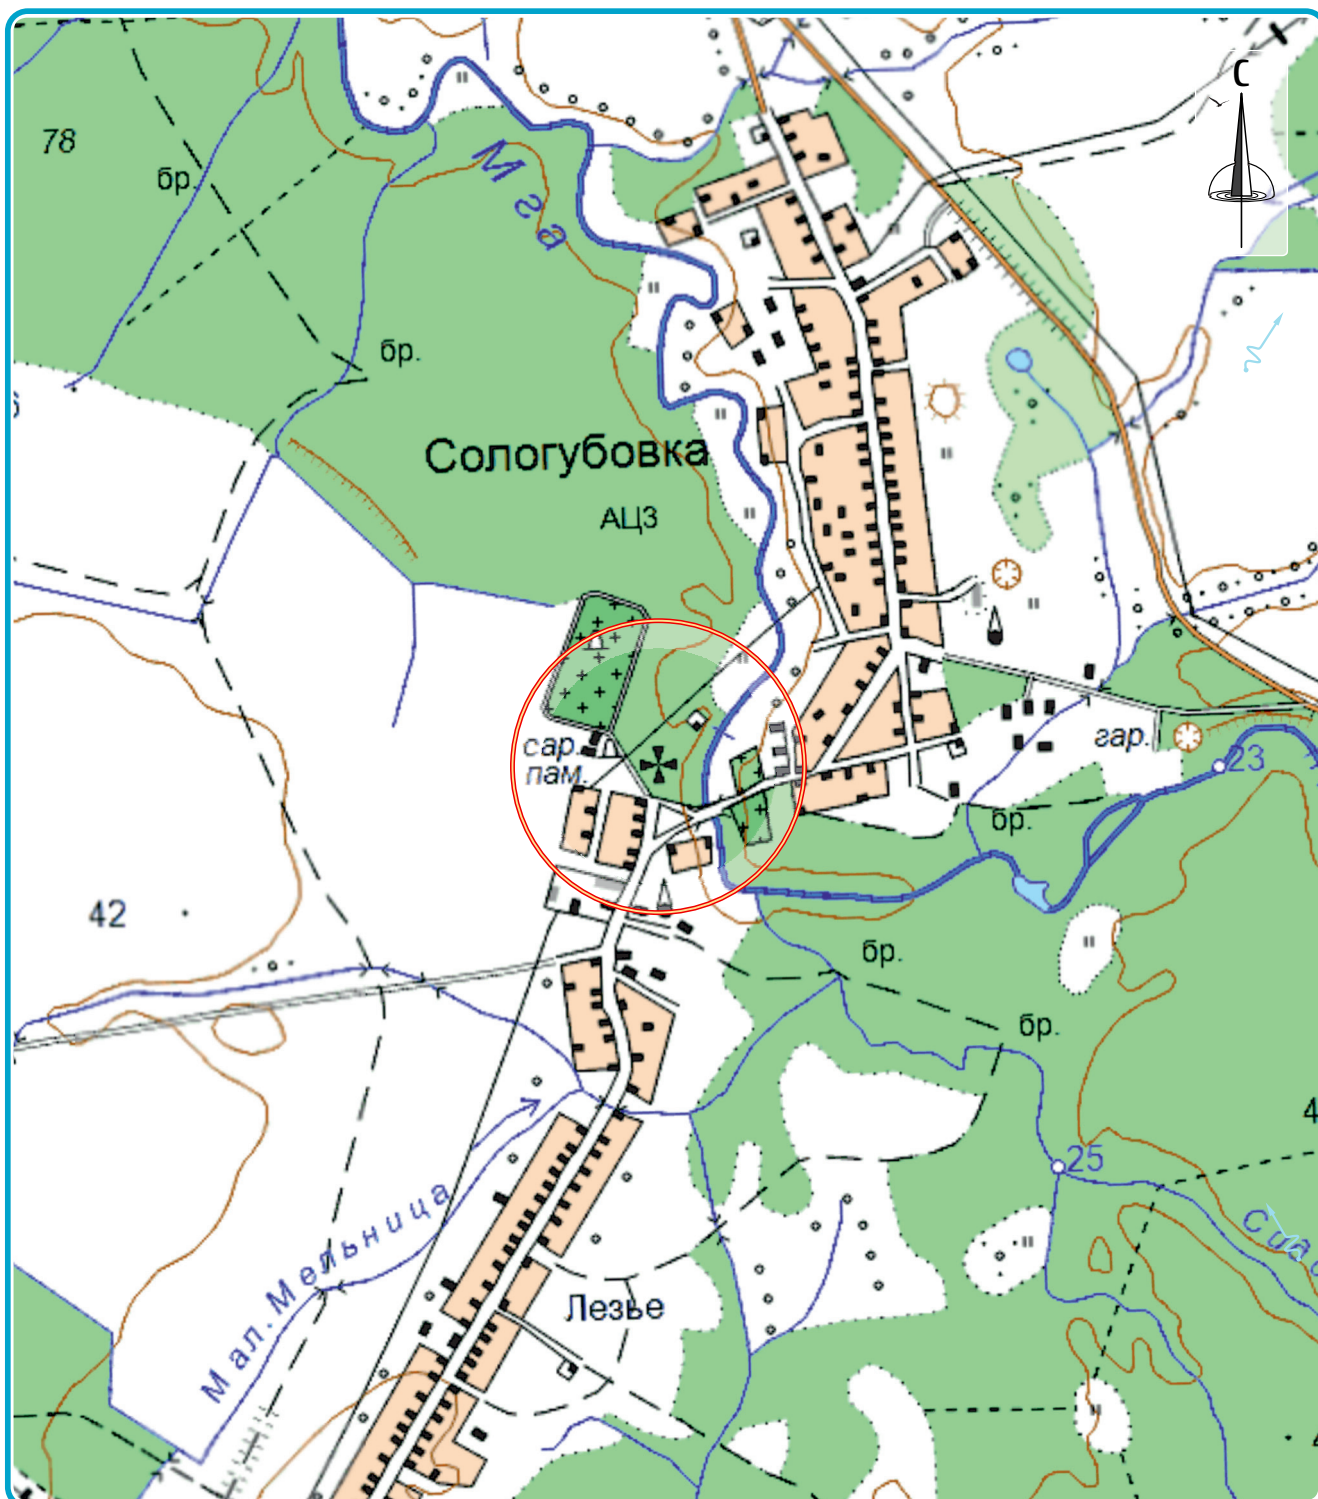 С
78
бр.
Мга
бр.
Сологубовка
АЦЗ
сар.
пам.
гар.
23
бр.
42
бр.
бр.
25
Мал. Мельница
Лезье